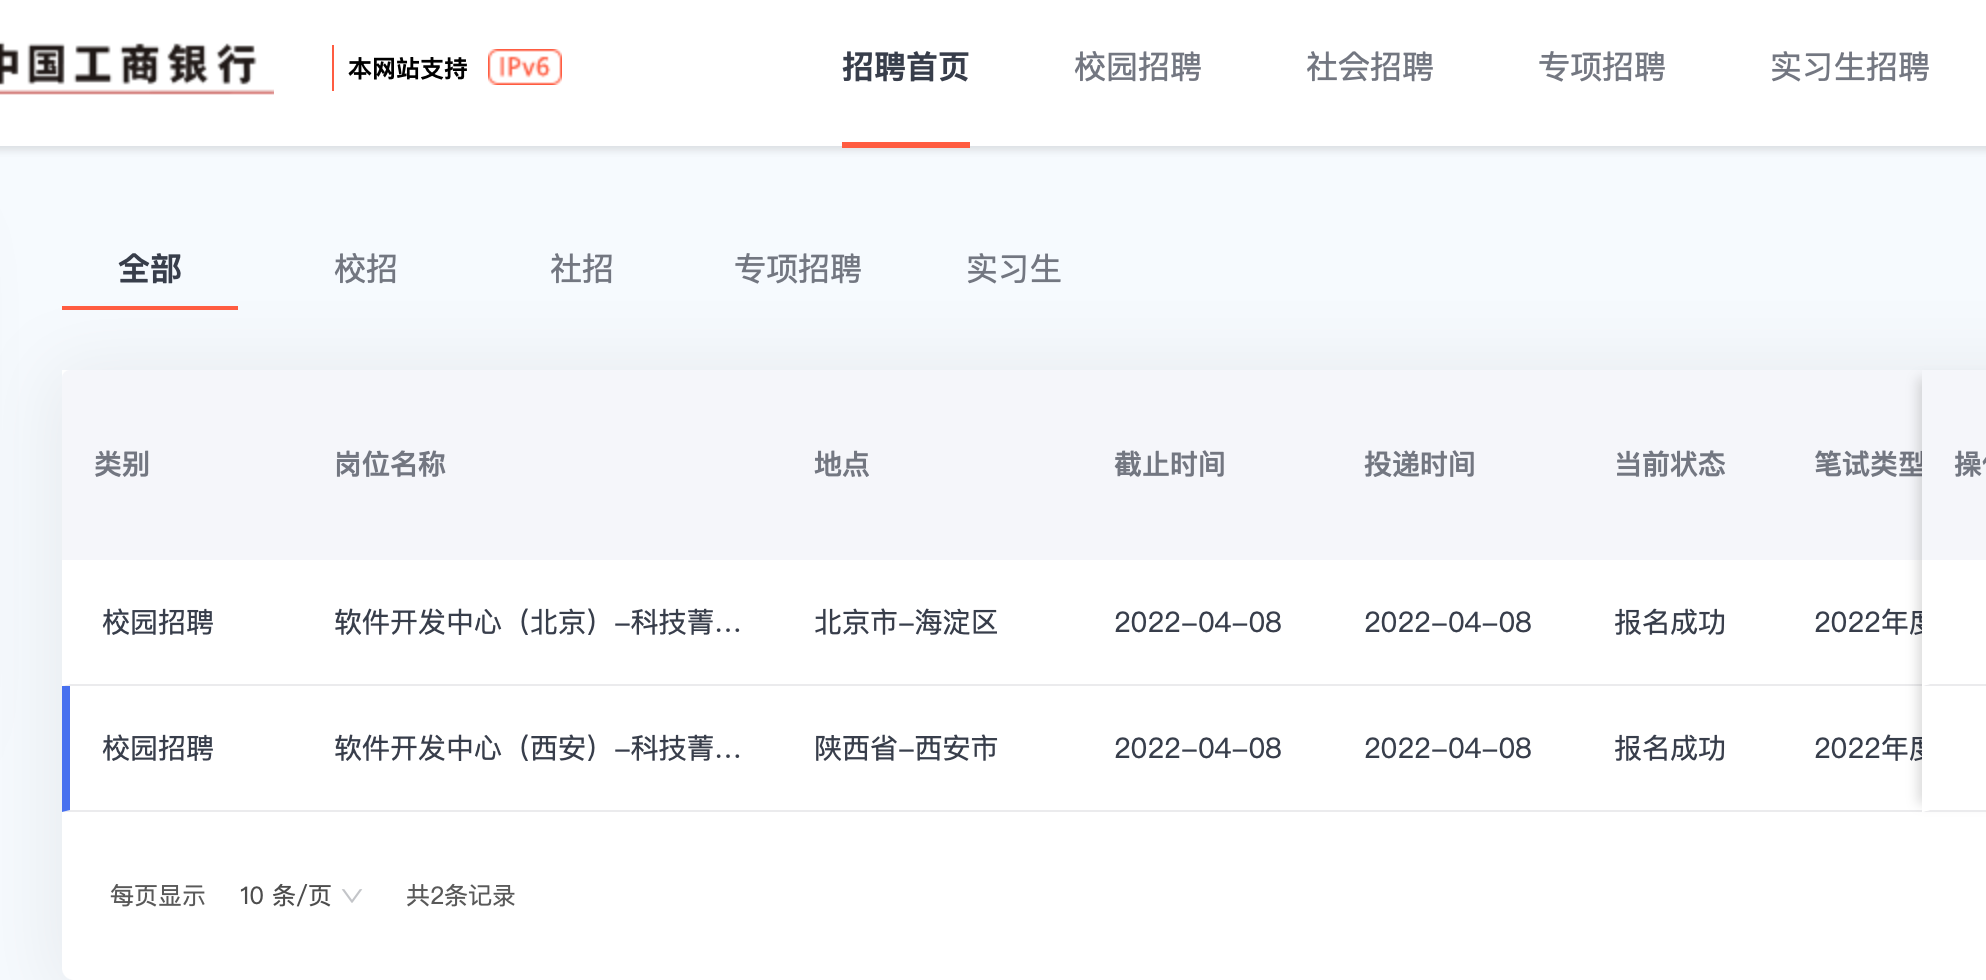 中国工商银行 本网站支持 IPv6 招聘首页 校园招聘 社会招聘 专项招聘 实习生招聘
全部 校招 社招 专项招聘 实习生
类别 岗位名称 地点 截止时间 投递时间 当前状态 笔试类型 操
校园招聘 软件开发中心（北京）-科技菁... 北京市-海淀区 2022-04-08 2022-04-08 报名成功 2022年度
校园招聘 软件开发中心（西安）-科技菁... 陕西省-西安市 2022-04-08 2022-04-08 报名成功 2022年度
每页显示 10 条/页 共2条记录